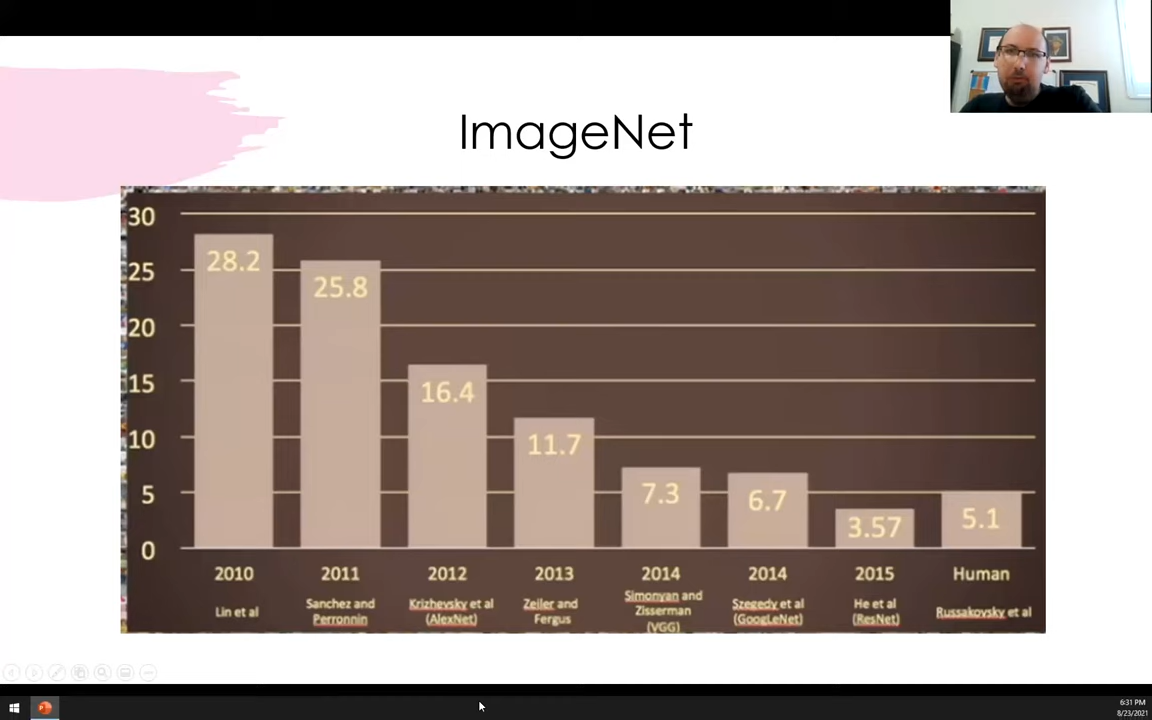 ImageNet
30
25
20
15
10
5
0
28.2
25.8
16.4
11.7
7.3
6.7
3.57
5.1
2010
2011
2012
2013
2014
2014
2015
Human
Lin et al
Sanchez and
Perronnin
Krizhevsky et al
(AlexNet)
Zeiler and
Fergus
Simonyan and
Zisserman
(VGG)
Szegedy et al
(GoogLeNet)
He et al
(ResNet)
Russakovsky et al
6:31 PM
8/23/2021